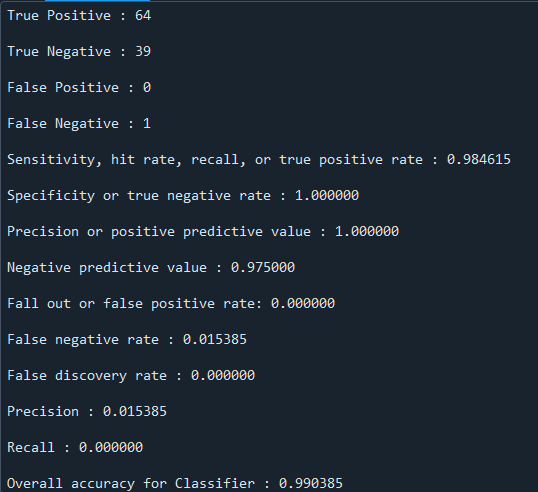 True Positive : 64
True Negative : 39
False Positive : 0
False Negative : 1
Sensitivity, hit rate, recall, or true positive rate : 0.984615
Specificity or true negative rate : 1.000000
Precision or positive predictive value : 1.000000
Negative predictive value : 0.975000
Fall out or false positive rate: 0.000000
False negative rate : 0.015385
False discovery rate : 0.000000
Precision : 0.015385
Recall : 0.000000
Overall accuracy for Classifier : 0.990385